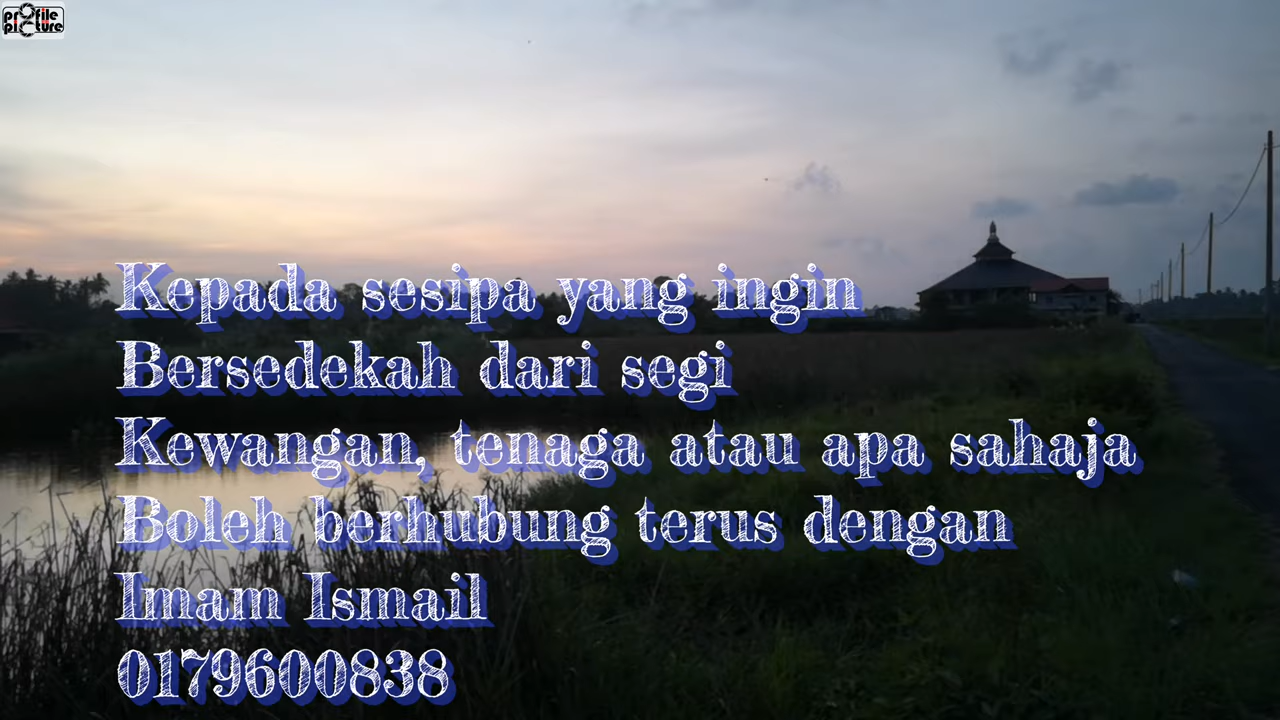 profile
picture
Kepada sesipa yang ingin
Bersedekah dari segi
Kewangan, tenaga atau apa sahaja
Boleh berhubung terus dengan
Imam Ismail
0179600838